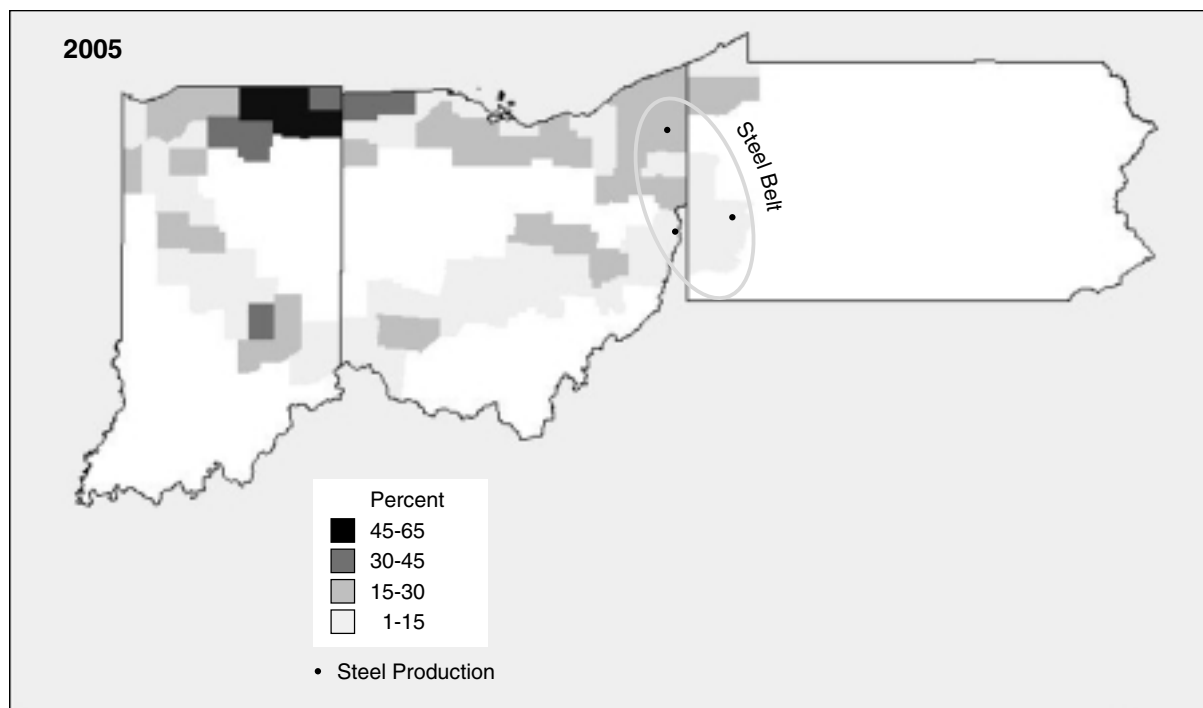 2005
Steel Belt
Percent
45-65
30-45
15-30
1-15
• Steel Production